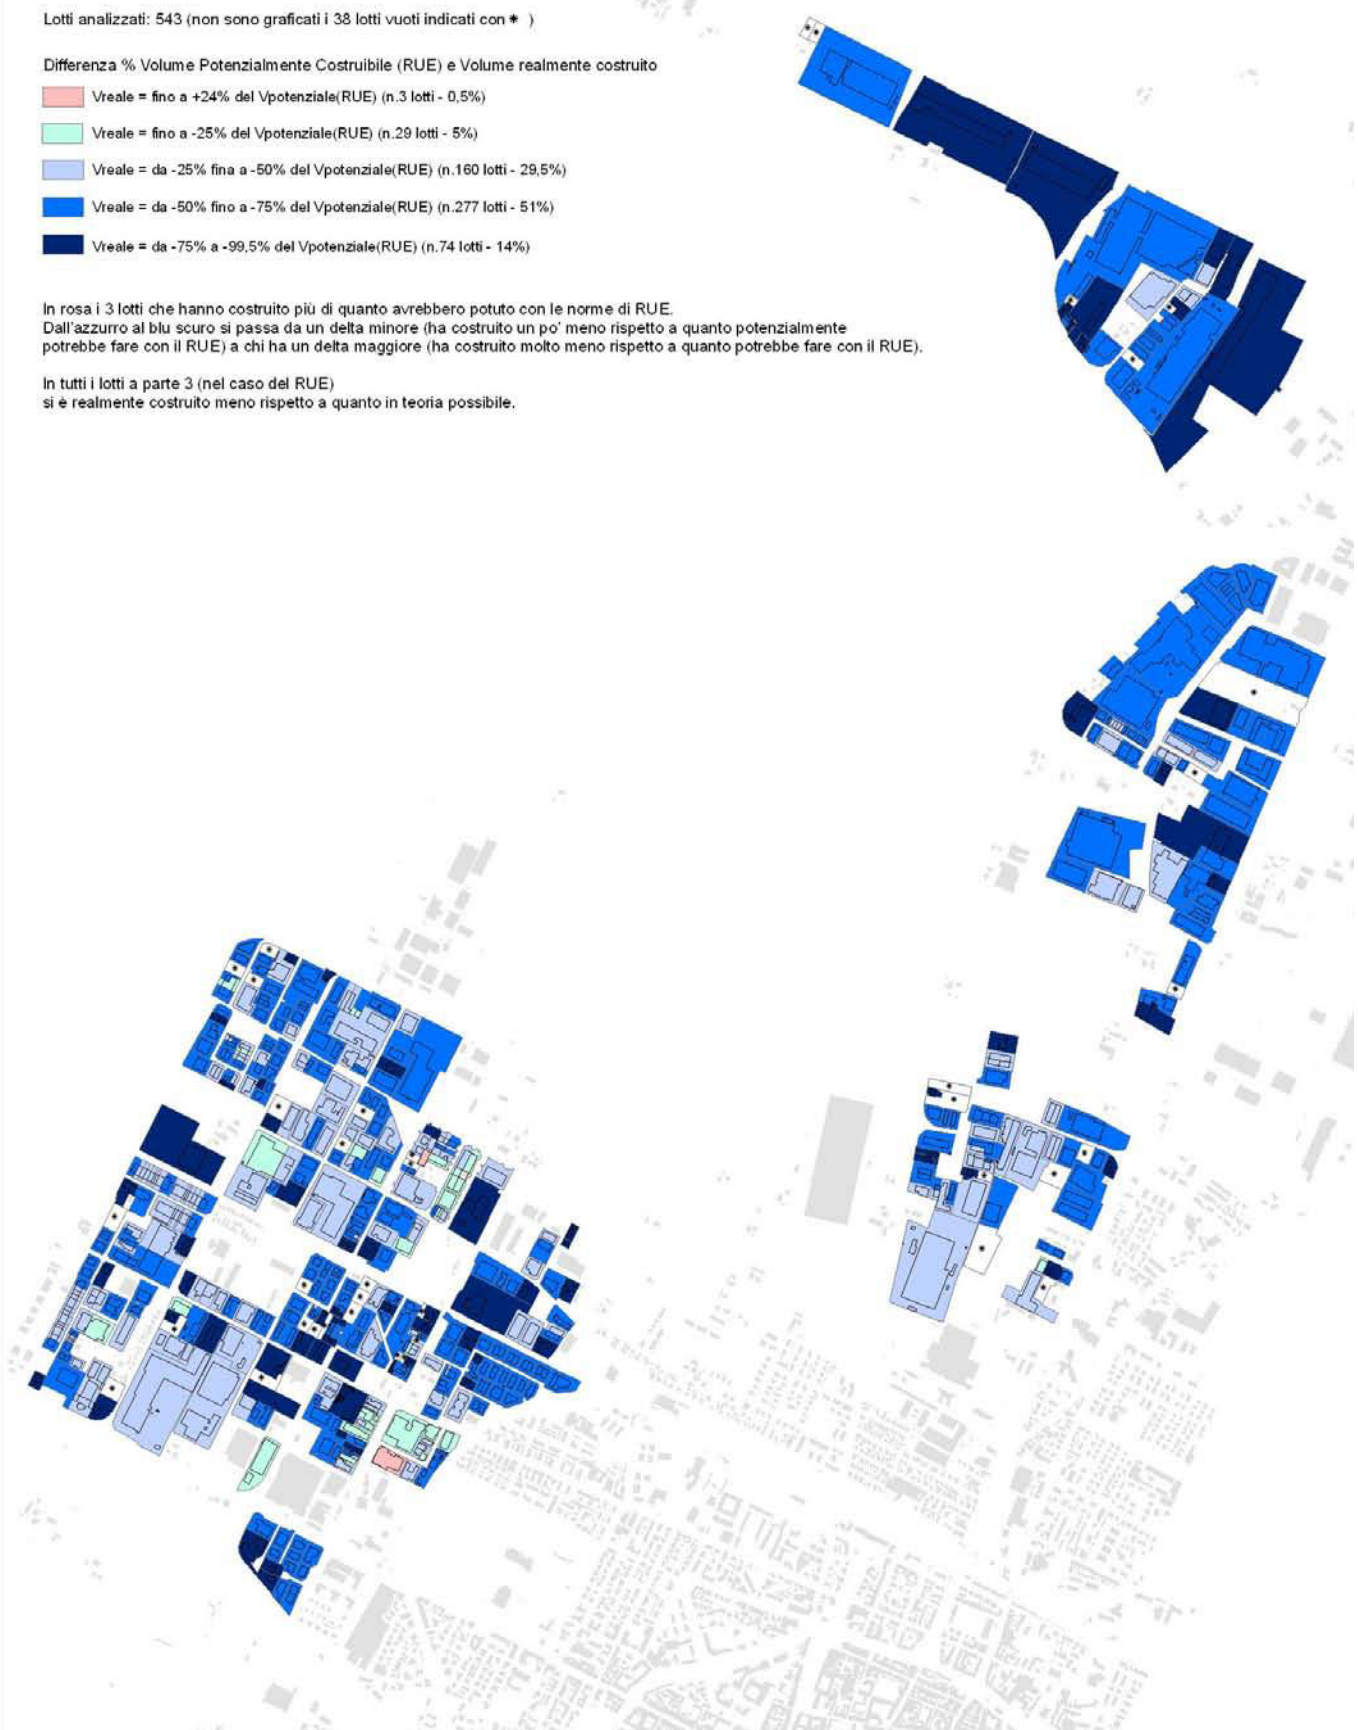 Lotti analizzati: 543 (non sono graficati i 38 lotti vuoti indicati con * )
Differenza % Volume Potenzialmente Costruibile (RUE) e Volume realmente costruito
Vreale = fino a +24% del Vpotenziale(RUE) (n.3 lotti - 0,5%)
Vreale = fino a -25% del Vpotenziale(RUE) (n.29 lotti - 5%)
Vreale = da -25% fina a -50% del Vpotenziale(RUE) (n.160 lotti - 29,5%)
Vreale = da -50% fino a -75% del Vpotenziale(RUE) (n.277 lotti - 51%)
Vreale = da -75% a -99,5% del Vpotenziale(RUE) (n.74 lotti - 14%)
In rosa i 3 lotti che hanno costruito più di quanto avrebbero potuto con le norme di RUE.
Dall'azzurro al blu scuro si passa da un delta minore (ha costruito un po' meno rispetto a quanto potenzialmente
potrebbe fare con il RUE) a chi ha un delta maggiore (ha costruito molto meno rispetto a quanto potrebbe fare con il RUE).
In tutti i lotti a parte 3 (nel caso del RUE)
si è realmente costruito meno rispetto a quanto in teoria possibile.